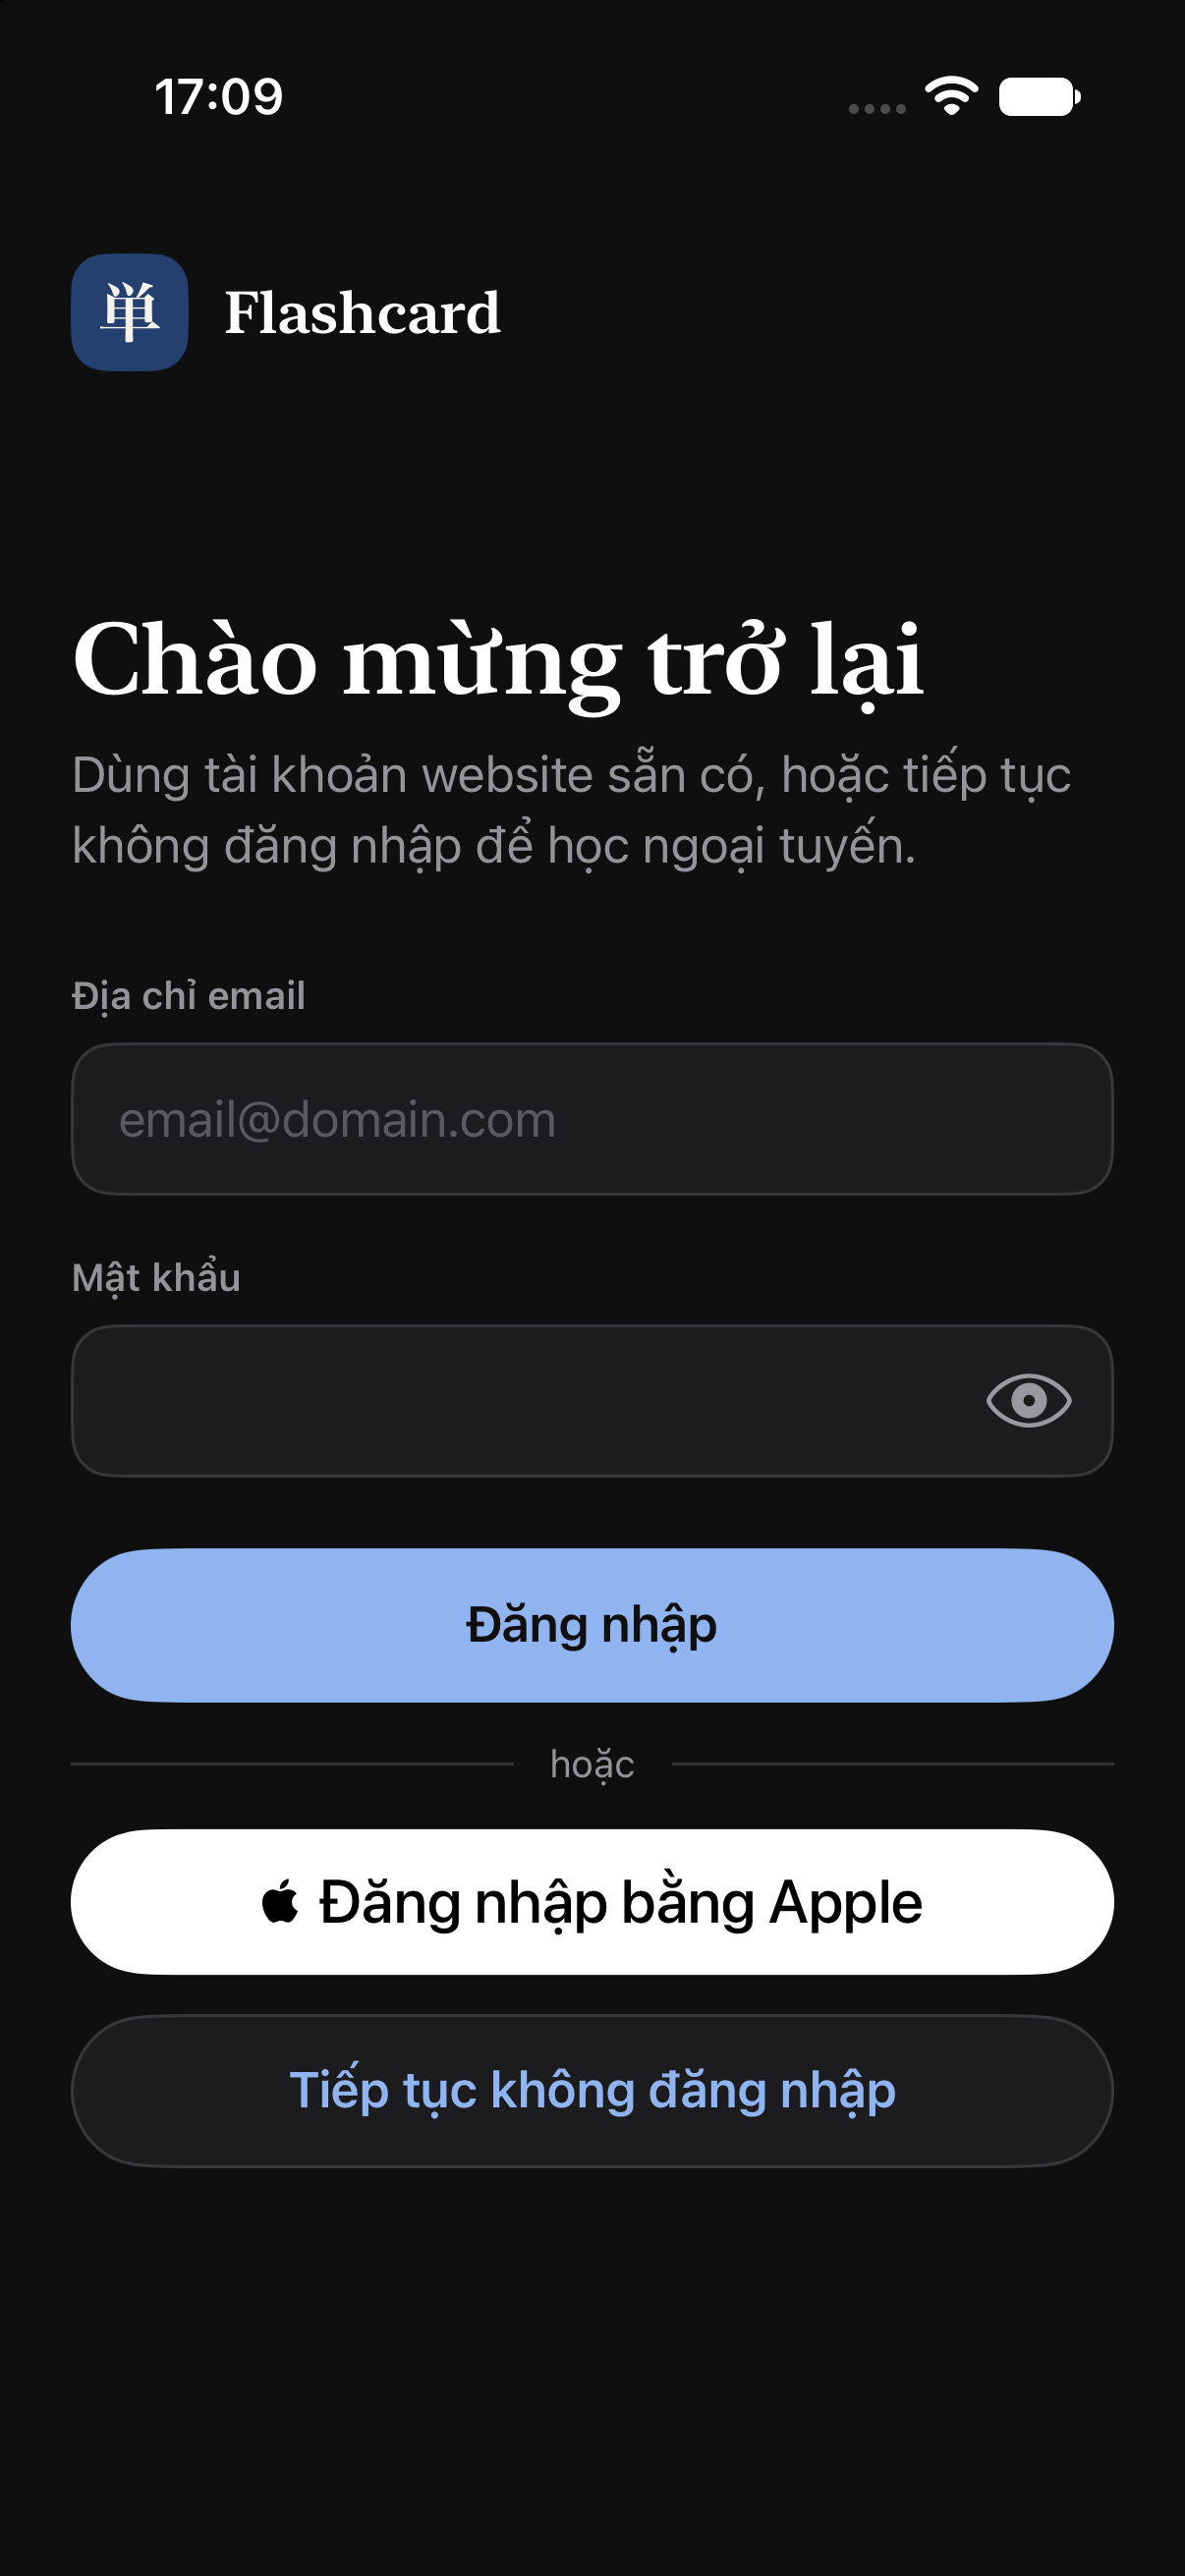 17:09
単 Flashcard
Chào mừng trở lại
Dùng tài khoản website sẵn có, hoặc tiếp tục
không đăng nhập để học ngoại tuyến.
Địa chỉ email
email@domain.com
Mật khẩu
Đăng nhập
hoặc
Đăng nhập bằng Apple
Tiếp tục không đăng nhập